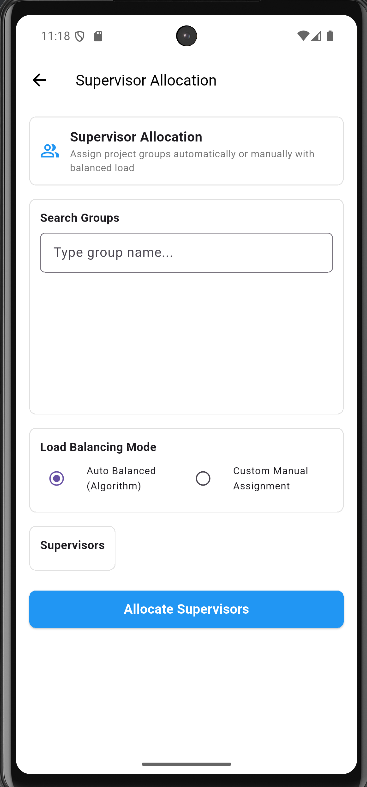 11:18
Supervisor Allocation
Supervisor Allocation
Assign project groups automatically or manually with
balanced load
Search Groups
Type group name...
Load Balancing Mode
Auto Balanced
(Algorithm)
Custom Manual
Assignment
Supervisors
Allocate Supervisors